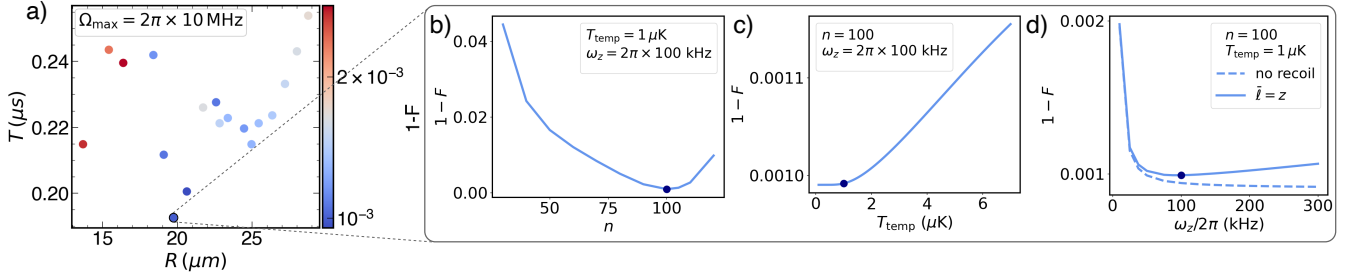 a)
Ω_max = 2π × 10 MHz
T (μs)
0.24
0.22
0.20
15
20
25
R (μm)
2 × 10⁻³
10⁻³
1-F
b)
1 − F
0.04
0.02
0.00
T_temp = 1 μK
ω_z = 2π × 100 kHz
50
75
100
n
c)
1 − F
0.0011
0.0010
n = 100
ω_z = 2π × 100 kHz
0
2
4
6
T_temp (μK)
d)
1 − F
0.002
0.001
n = 100
T_temp = 1 μK
no recoil
ℓ̄ = z
100
200
300
ω_z/2π (kHz)